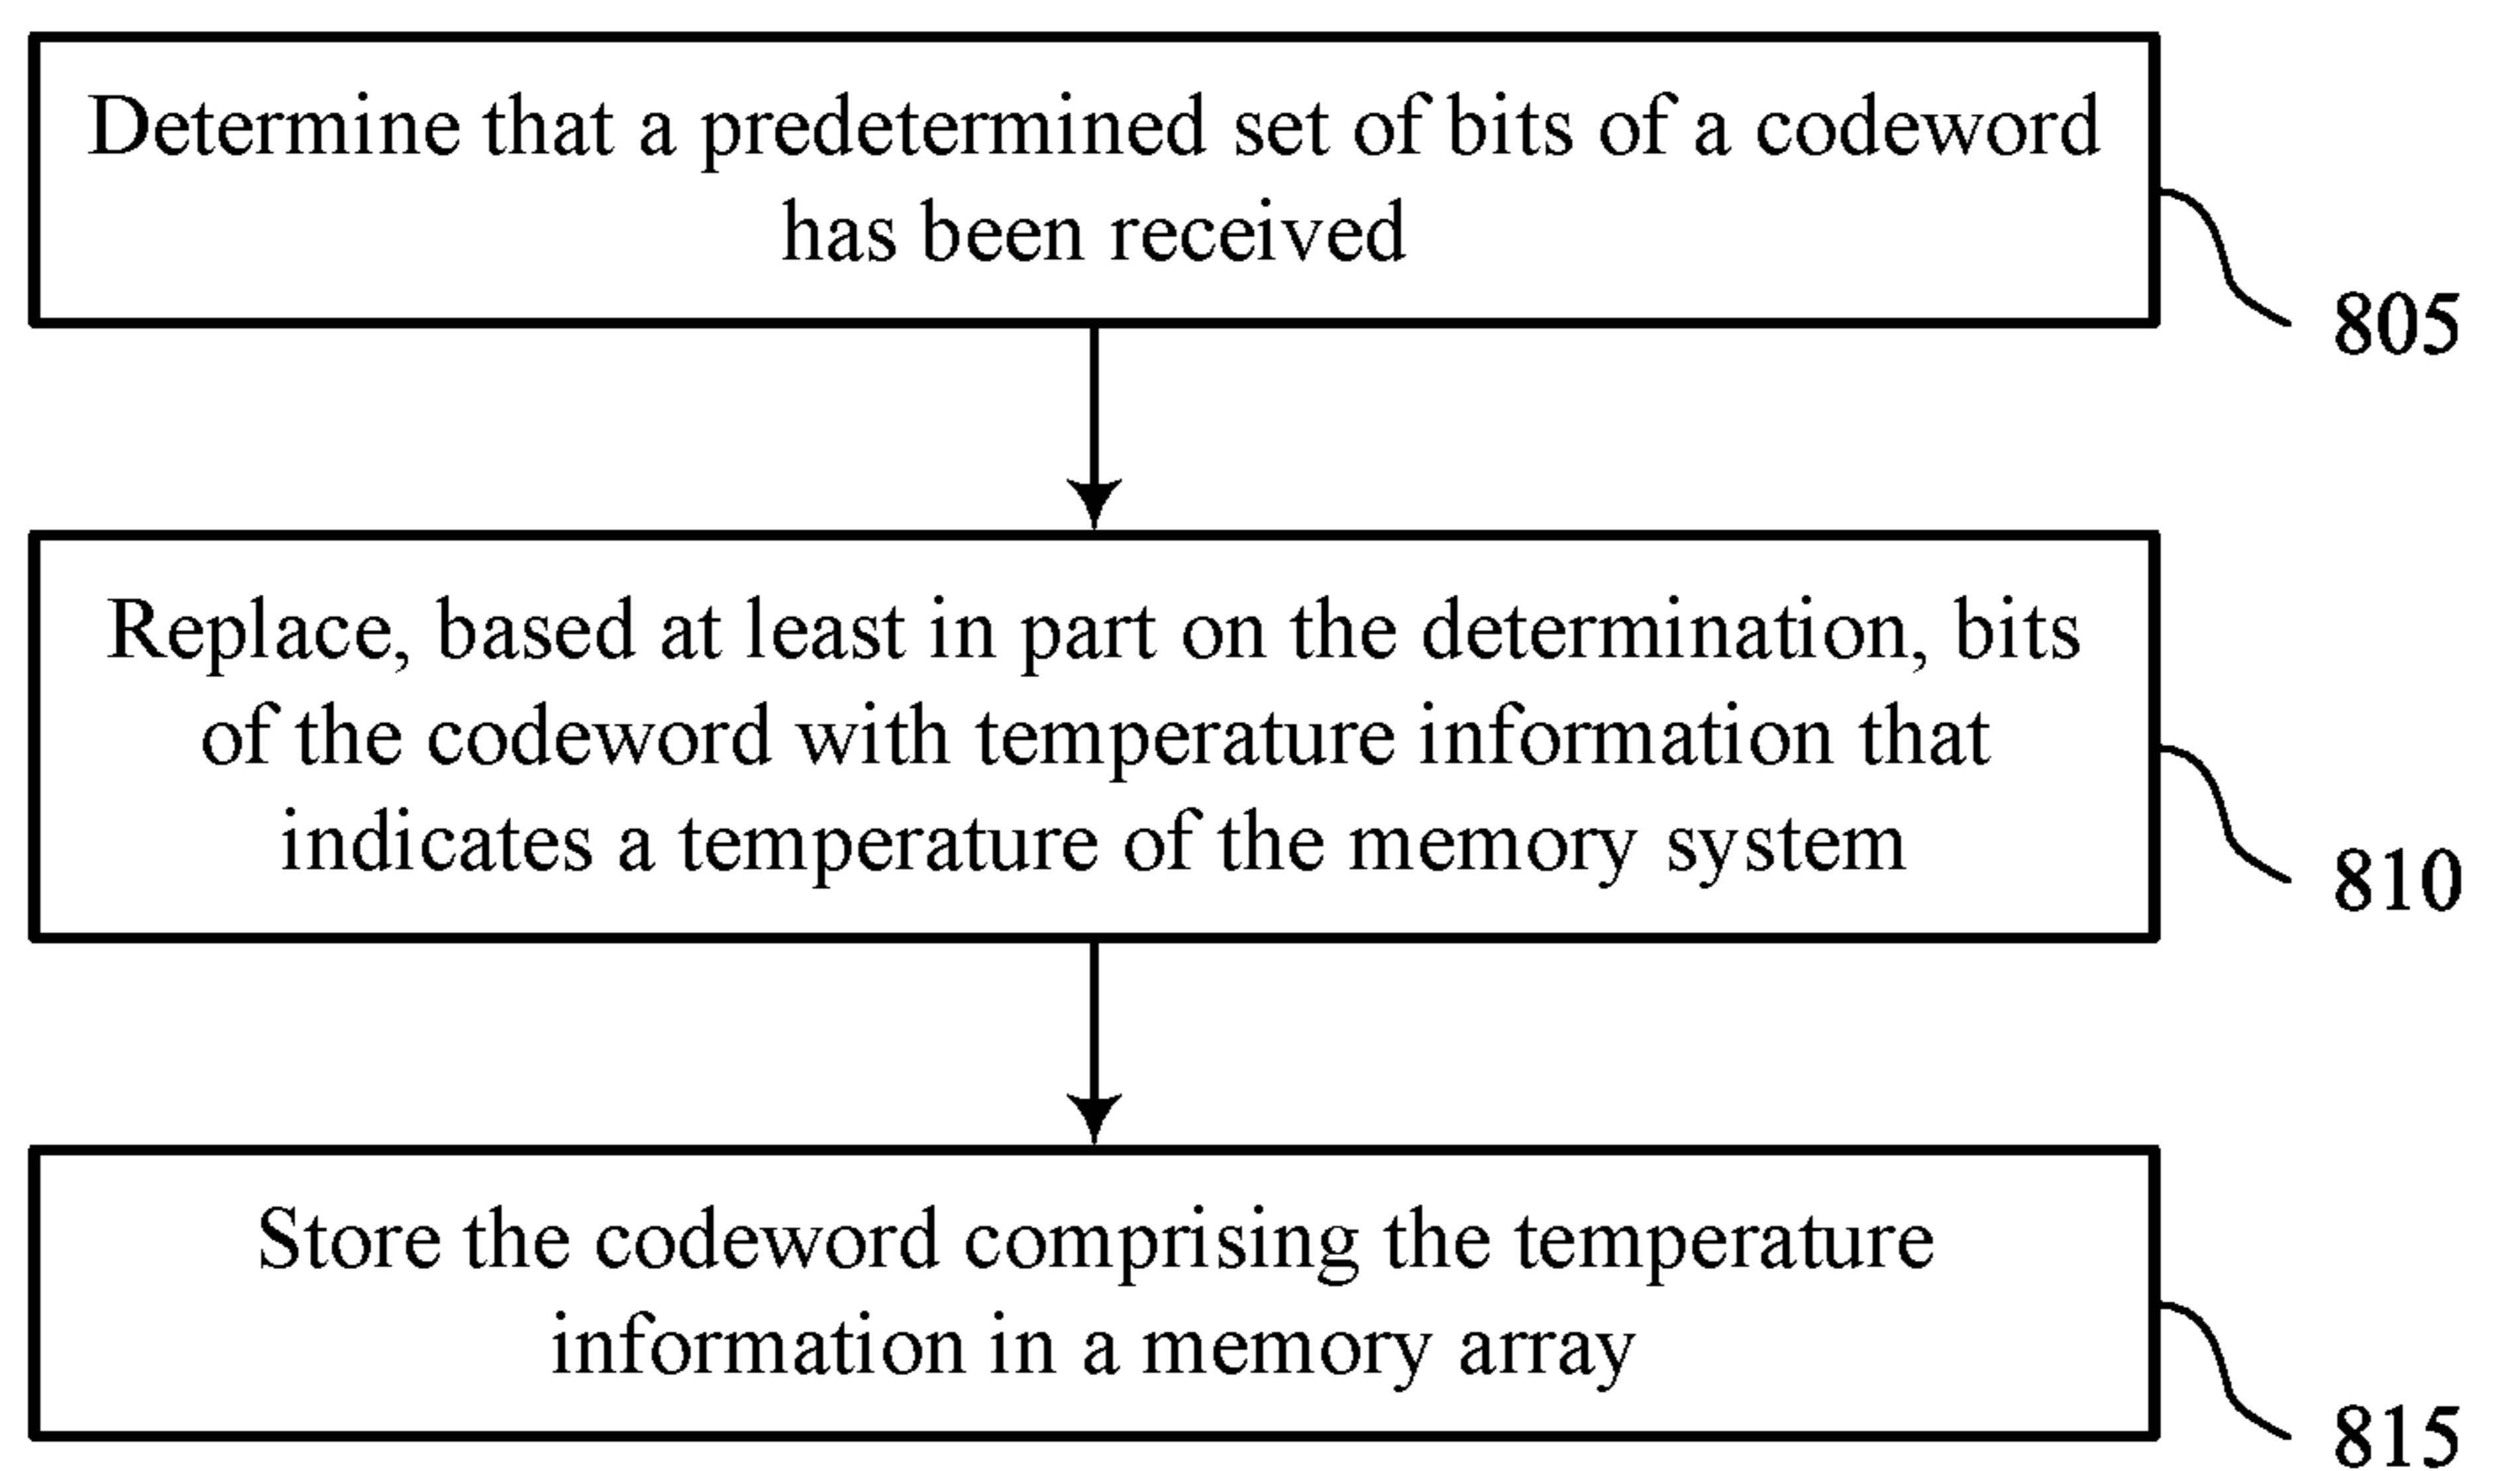 Determine that a predetermined set of bits of a codeword
has been received
805
Replace, based at least in part on the determination, bits
of the codeword with temperature information that
indicates a temperature of the memory system
810
Store the codeword comprising the temperature
information in a memory array
815